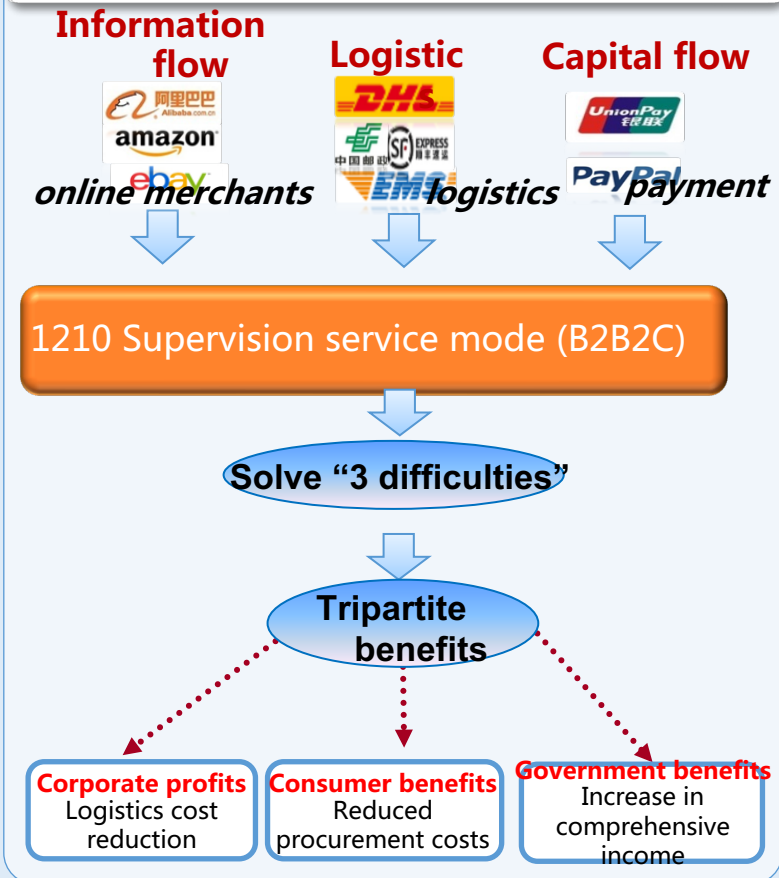 Information
flow
Logistic
Capital flow
阿里巴巴
Alibaba.com.cn
amazon
ebay
online merchants
DHL
中国邮政
SF EXPRESS
顺丰速运
EMS
logistics
UnionPay
银联
PayPal
payment
1210 Supervision service mode (B2B2C)
Solve “3 difficulties”
Tripartite
benefits
Corporate profits
Logistics cost
reduction
Consumer benefits
Reduced
procurement costs
Government benefits
Increase in
comprehensive
income